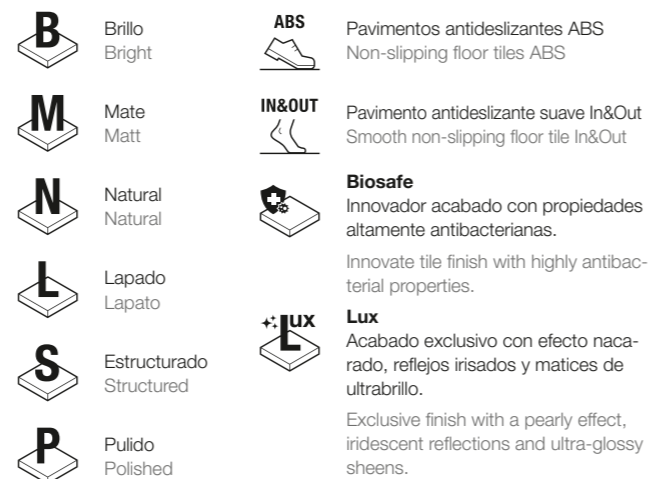 B
Brillo
Bright
M
Mate
Matt
N
Natural
Natural
L
Lapado
Lapato
S
Estructurado
Structured
P
Pulido
Polished
ABS
Pavimentos antideslizantes ABS
Non-slipping floor tiles ABS
IN&OUT
Pavimento antideslizante suave In&Out
Smooth non-slipping floor tile In&Out
Biosafe
Innovador acabado con propiedades
altamente antibacterianas.
Innovate tile finish with highly antibac-
terial properties.
Lux
Lux
Acabado exclusivo con efecto naca-
rado, reflejos irisados y matices de
ultrabrillo.
Exclusive finish with a pearly effect,
iridescent reflections and ultra-glossy
sheens.